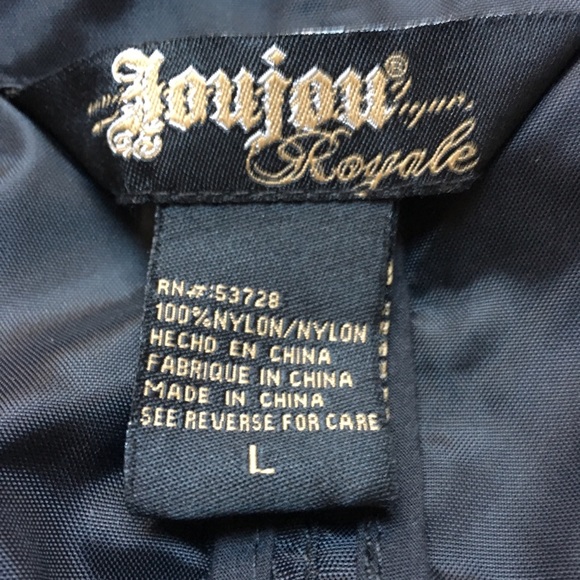 Joujou®
Royale
RN#:53728
100%NYLON/NYLON
HECHO EN CHINA
FABRIQUE IN CHINA
MADE IN CHINA
SEE REVERSE FOR CARE
L